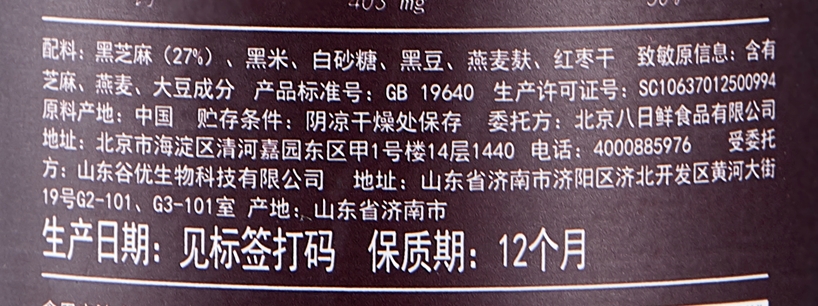 403 mg
配料：黑芝麻（27%）、黑米、白砂糖、黑豆、燕麦麸、红枣干 致敏原信息：含有
芝麻、燕麦、大豆成分 产品标准号：GB 19640 生产许可证号：SC10637012500994
原料产地：中国 贮存条件：阴凉干燥处保存 委托方：北京八日鲜食品有限公司
地址：北京市海淀区清河嘉园东区甲1号楼14层1440 电话：4000885976 受委托
方：山东谷优生物科技有限公司 地址：山东省济南市济阳区济北开发区黄河大街
19号G2-101、G3-101室 产地：山东省济南市
生产日期：见标签打码 保质期：12个月